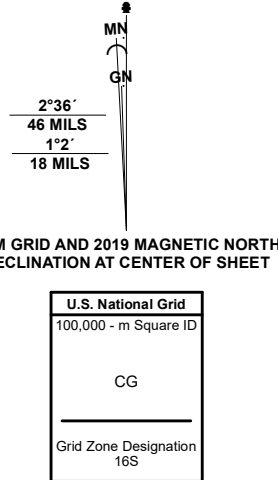 MN
GN
2°36´
46 MILS
1°2´
18 MILS
M GRID AND 2019 MAGNETIC NORTH
ECLINATION AT CENTER OF SHEET
U.S. National Grid
100,000 - m Square ID
CG
Grid Zone Designation
16S